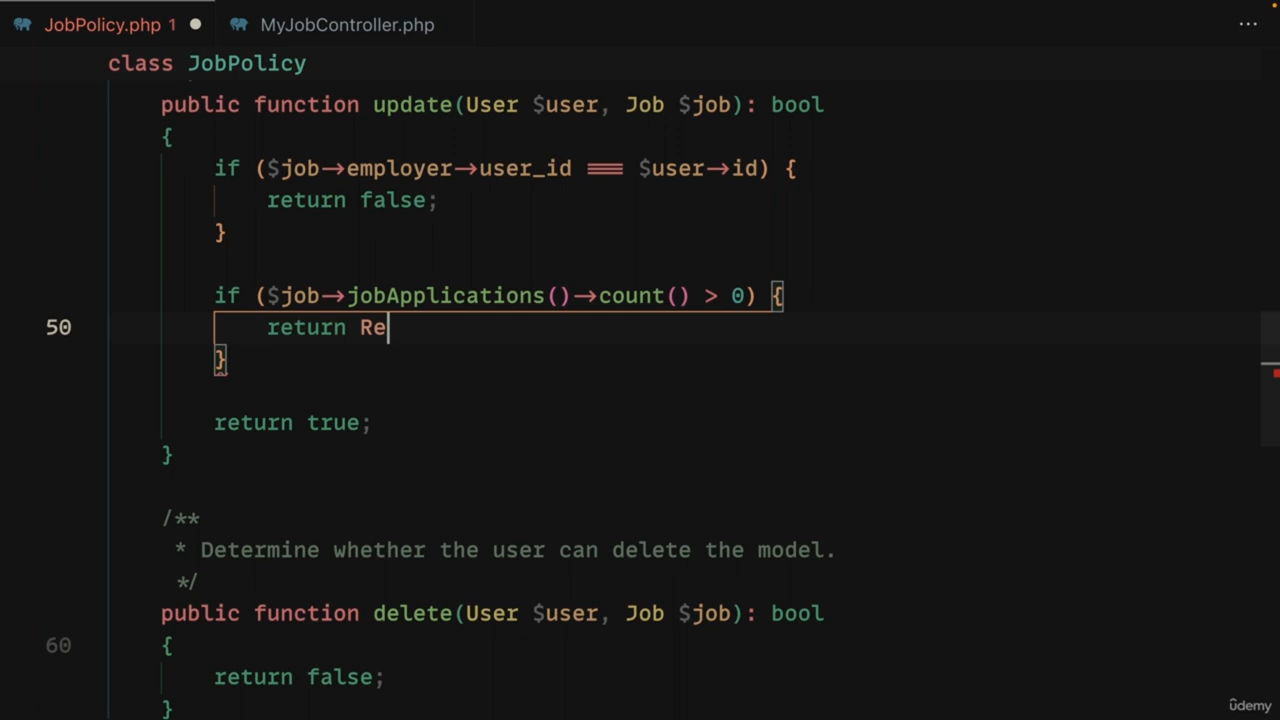 JobPolicy.php 1 MyJobController.php ...
class JobPolicy
public function update(User $user, Job $job): bool
{
if ($job->employer->user_id === $user->id) {
return false;
}
if ($job->jobApplications()->count() > 0) {
50 return Re
}
return true;
}
/**
* Determine whether the user can delete the model.
*/
public function delete(User $user, Job $job): bool
60 {
return false;
}
ûdemy